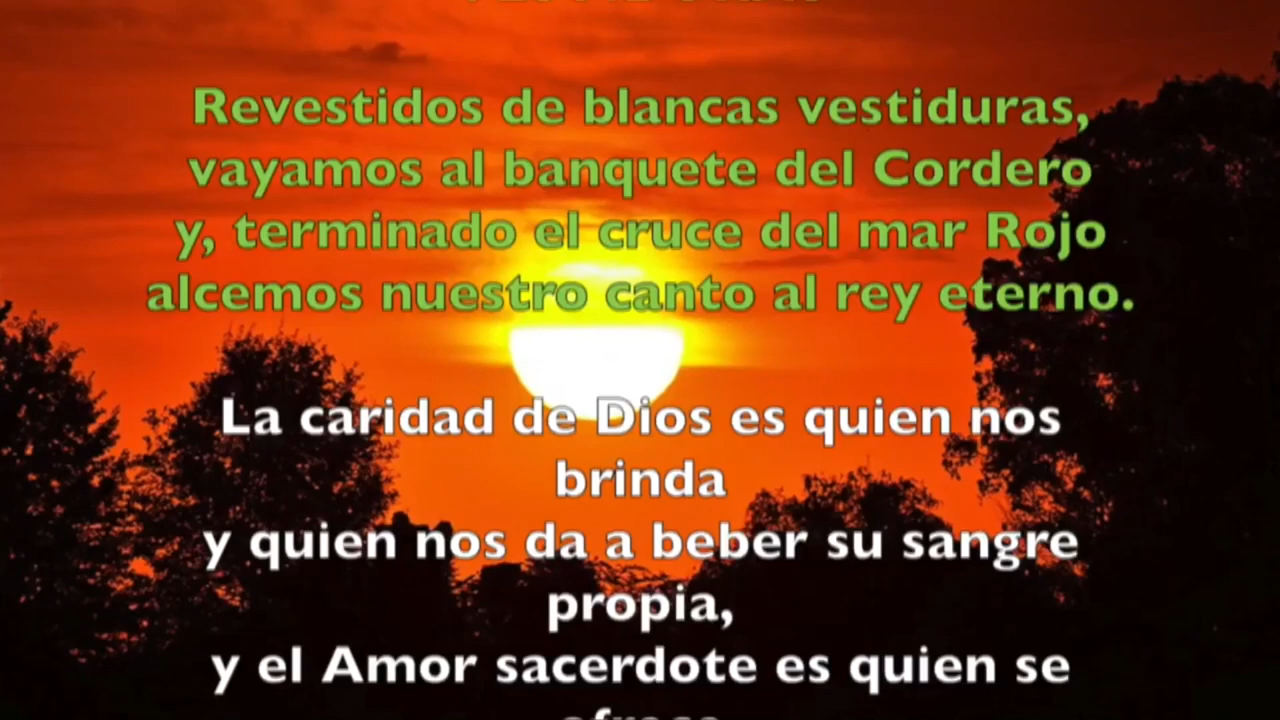 Revestidos de blancas vestiduras,
vayamos al banquete del Cordero
y, terminado el cruce del mar Rojo
alcemos nuestro canto al rey eterno.
La caridad de Dios es quien nos
brinda
y quien nos da a beber su sangre
propia,
y el Amor sacerdote es quien se